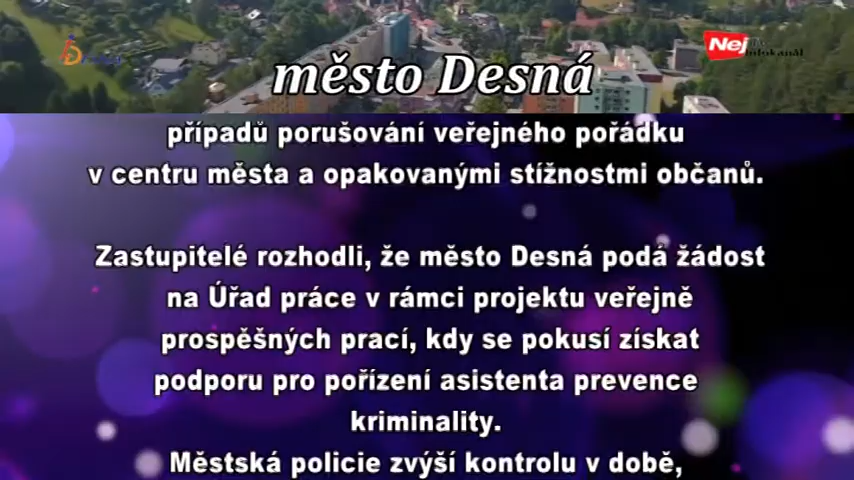 Nej
infokanál
město Desná
případů porušování veřejného pořádku
v centru města a opakovanými stížnostmi občanů.
Zastupitelé rozhodli, že město Desná podá žádost
na Úřad práce v rámci projektu veřejně
prospěšných prací, kdy se pokusí získat
podporu pro pořízení asistenta prevence
kriminality.
Městská policie zvýší kontrolu v době,